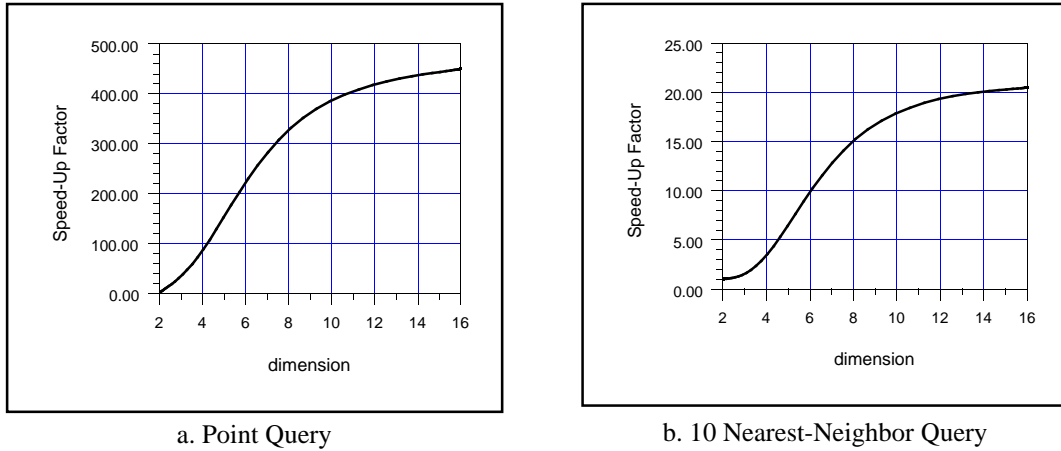 500.00
400.00
300.00
200.00
100.00
0.00
Speed-Up Factor
2 4 6 8 10 12 14 16
dimension
a. Point Query
25.00
20.00
15.00
10.00
5.00
0.00
Speed-Up Factor
2 4 6 8 10 12 14 16
dimension
b. 10 Nearest-Neighbor Query